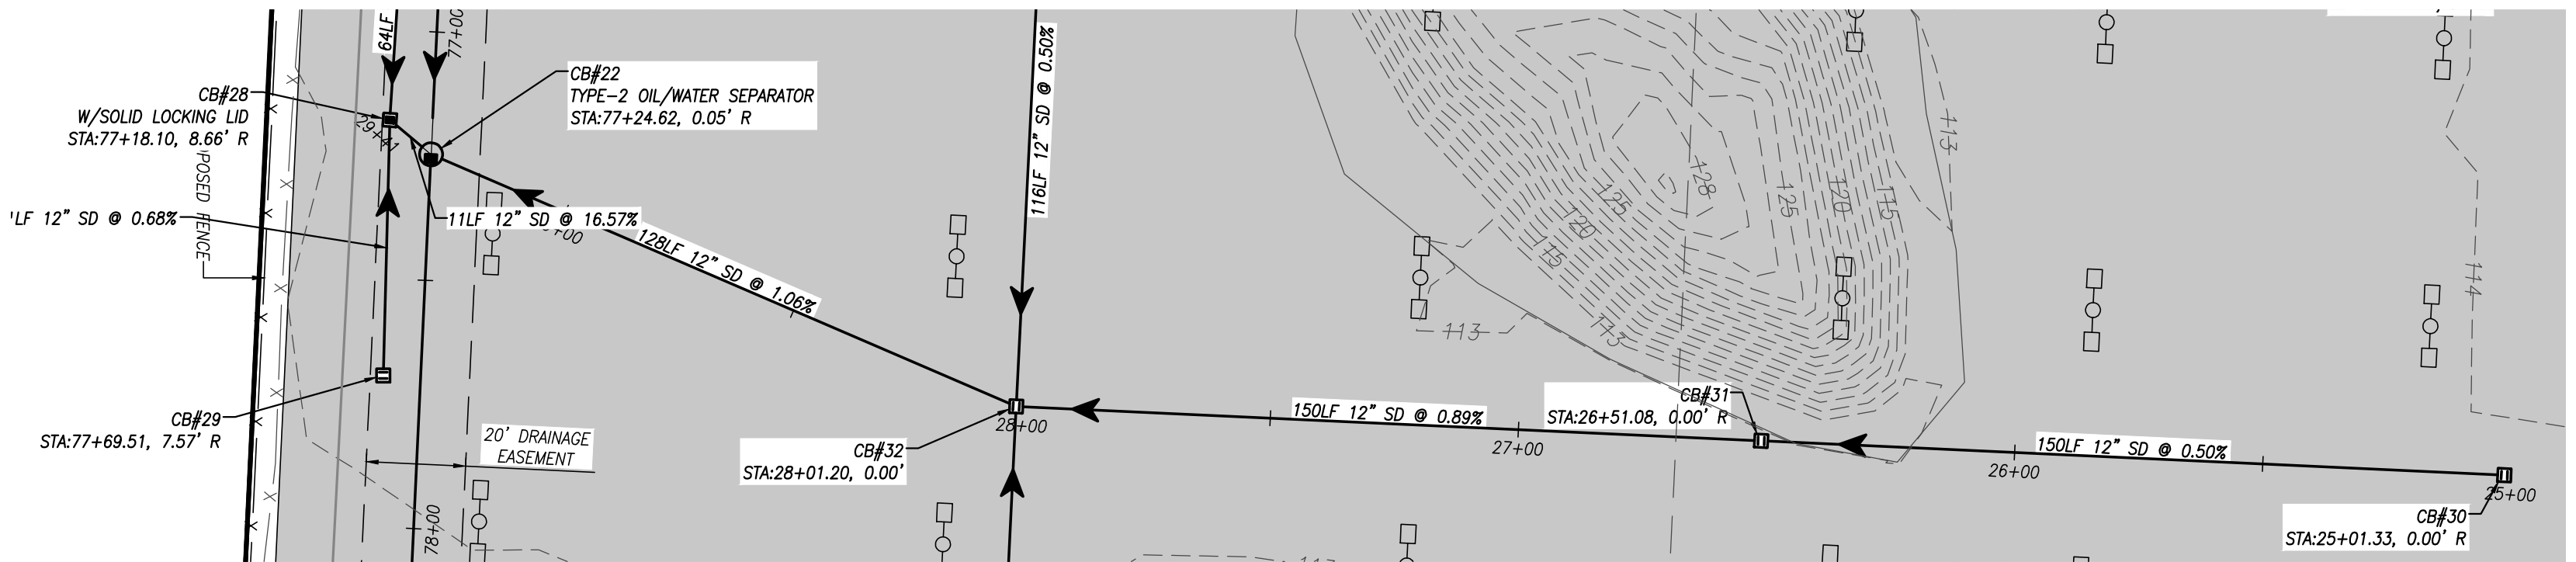 64LF
77+00
CB#28
W/SOLID LOCKING LID
STA:77+18.10, 8.66' R
CB#22
TYPE-2 OIL/WATER SEPARATOR
STA:77+24.62, 0.05' R
116LF 12" SD @ 0.50%
POSED FENCE
LF 12" SD @ 0.68%
11LF 12" SD @ 16.57%
+00
128LF 12" SD @ 1.06%
CB#29
STA:77+69.51, 7.57' R
20' DRAINAGE
EASEMENT
78+00
CB#32
STA:28+01.20, 0.00'
28+00
150LF 12" SD @ 0.89%
27+00
CB#31
STA:26+51.08, 0.00' R
26+00
150LF 12" SD @ 0.50%
25+00
CB#30
STA:25+01.33, 0.00' R
113
128
125
120
115
125
120
115
113
113
114